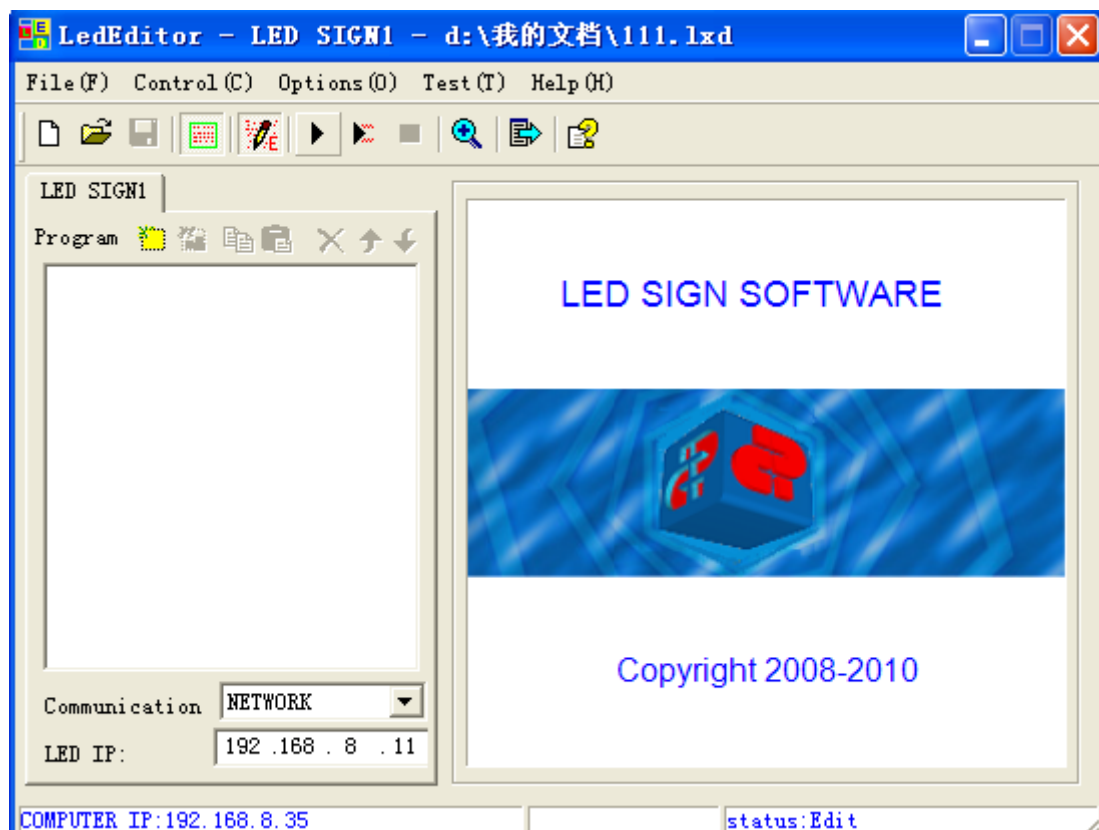 LedEditor - LED SIGN1 - d:\我的文档\111.lxd
File(F) Control(C) Options(O) Test(T) Help(H)
LED SIGN1
Program
LED SIGN SOFTWARE
Copyright 2008-2010
Communication NETWORK
LED IP: 192 .168 . 8 . 11
COMPUTER IP:192.168.8.35 status:Edit